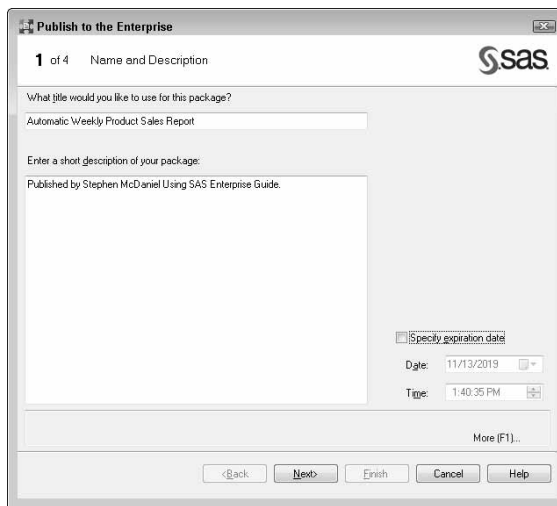 Publish to the Enterprise
1 of 4 Name and Description
sas
What title would you like to use for this package?
Automatic Weekly Product Sales Report
Enter a short description of your package:
Published by Stephen McDaniel Using SAS Enterprise Guide.
Specify expiration date
Date: 11/13/2019
Time: 1:40:35 PM
More (F1)...
<Back Next> Finish Cancel Help